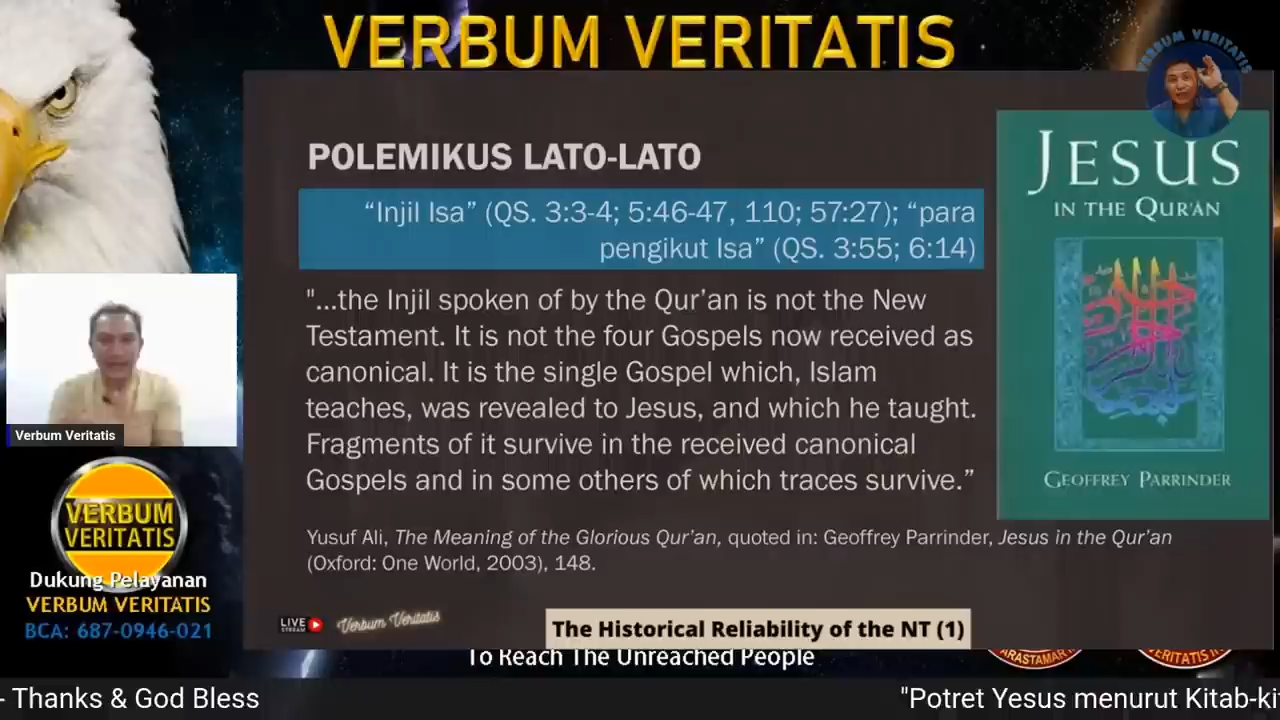 VERBUM VERITATIS
VERBUM VERITATIS
POLEMIKUS LATO-LATO
“Injil Isa” (QS. 3:3-4; 5:46-47, 110; 57:27); “para
pengikut Isa” (QS. 3:55; 6:14)
"...the Injil spoken of by the Qur’an is not the New
Testament. It is not the four Gospels now received as
canonical. It is the single Gospel which, Islam
teaches, was revealed to Jesus, and which he taught.
Fragments of it survive in the received canonical
Gospels and in some others of which traces survive.”
Yusuf Ali, The Meaning of the Glorious Qur’an, quoted in: Geoffrey Parrinder, Jesus in the Qur’an
(Oxford: One World, 2003), 148.
JESUS
IN THE QUR’AN
GEOFFREY PARRINDER
Verbum Veritatis
VERBUM
VERITATIS
Dukung Pelayanan
VERBUM VERITATIS
BCA: 687-0946-021
LIVE
STREAM
Verbum Veritatis
The Historical Reliability of the NT (1)
To Reach The Unreached People
- Thanks & God Bless
"Potret Yesus menurut Kitab-ki